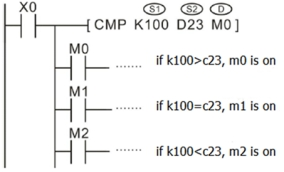 X0
S1 S2 D
[ CMP K100 D23 M0 ]
M0
if k100>c23, m0 is on
M1
if k100=c23, m1 is on
M2
if k100<c23, m2 is on